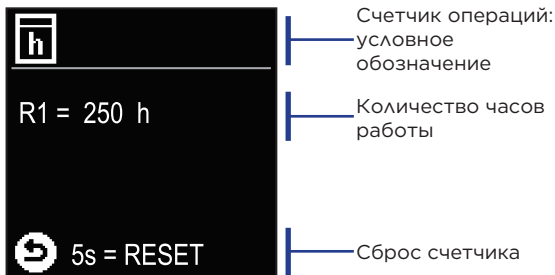 h
Счетчик операций:
условное
обозначение
R1 = 250 h
Количество часов
работы
5s = RESET
Сброс счетчика